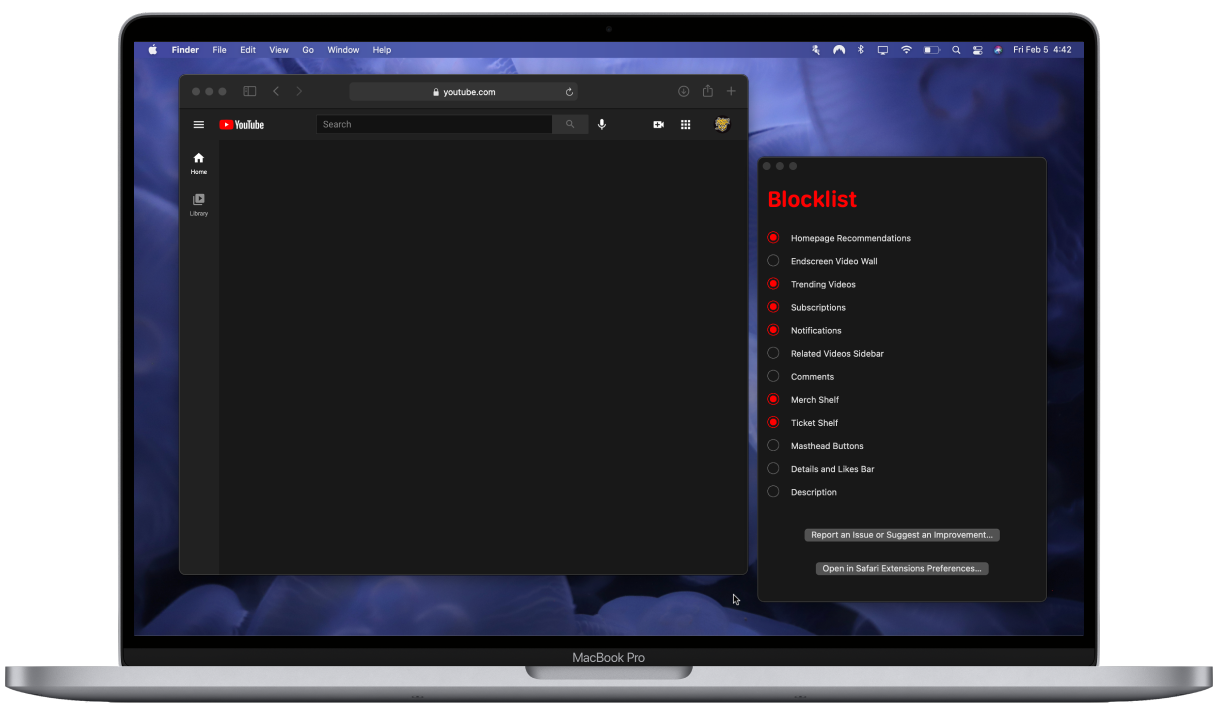 Finder File Edit View Go Window Help Fri Feb 5 4:42
youtube.com
YouTube Search
Home
Library
Blocklist
Homepage Recommendations
Endscreen Video Wall
Trending Videos
Subscriptions
Notifications
Related Videos Sidebar
Comments
Merch Shelf
Ticket Shelf
Masthead Buttons
Details and Likes Bar
Description
Report an Issue or Suggest an Improvement...
Open in Safari Extensions Preferences...
MacBook Pro